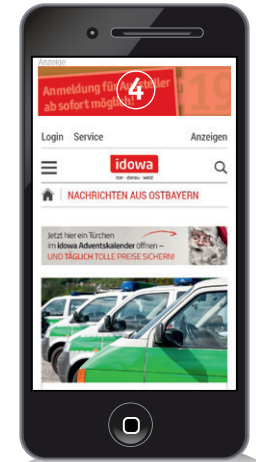 Anzeige
4
Anmeldung für Aussteller
ab sofort möglich!
19
Login Service Anzeigen
idowa
isar · donau · wald
NACHRICHTEN AUS OSTBAYERN
Jetzt hier ein Türchen
im idowa Adventskalender öffnen –
UND TÄGLICH TOLLE PREISE SICHERN!